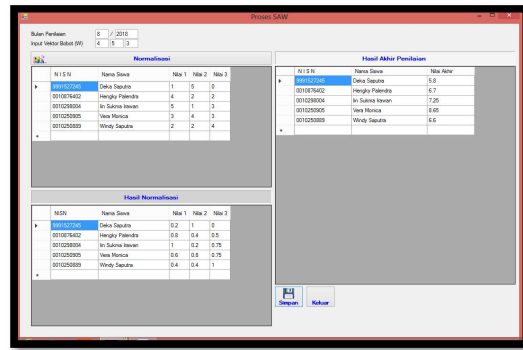 Proses SAW
Bulan Penilaian 8 / 2018
Input Vektor Bobot (W) 4 5 3
Normalisasi
N I S N Nama Siswa Nilai 1 Nilai 2 Nilai 3
9991527245 Deka Saputra 1 5 0
0010876402 Hengky Palendra 4 2 2
0010298004 Iin Sukma Irawan 5 1 3
0010250905 Vera Monica 3 4 3
0010250889 Windy Saputra 2 2 4
Hasil Normalisasi
NISN Nama Siswa Nilai 1 Nilai 2 Nilai 3
9991527245 Deka Saputra 0.2 1 0
0010876402 Hengky Palendra 0.8 0.4 0.5
0010298004 Iin Sukma Irawan 1 0.2 0.75
0010250905 Vera Monica 0.6 0.8 0.75
0010250889 Windy Saputra 0.4 0.4 1
Hasil Akhir Penilaian
N I S N Nama Siswa Nilai Akhir
9991527245 Deka Saputra 5.8
0010876402 Hengky Palendra 6.7
0010298004 Iin Sukma Irawan 7.25
0010250905 Vera Monica 8.65
0010250889 Windy Saputra 6.6
Simpan Keluar